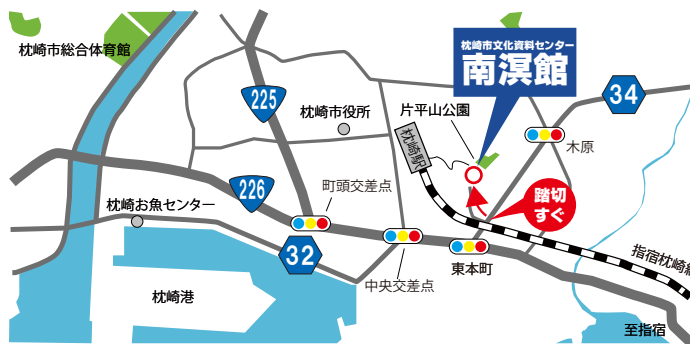 枕崎市総合体育館
枕崎市文化資料センター
南溟館
225
枕崎市役所
片平山公園
34
木原
枕崎駅
226
町頭交差点
踏切
すぐ
枕崎お魚センター
32
中央交差点
東本町
指宿枕崎線
枕崎港
至指宿